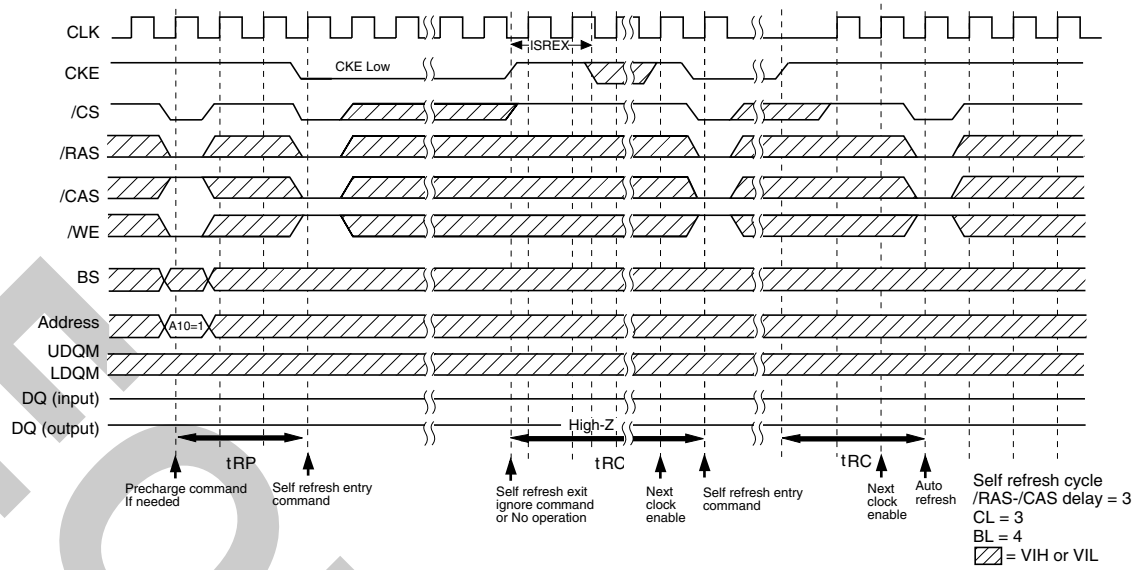 CLK
ISREX
CKE
CKE Low
/CS
/RAS
/CAS
/WE
BS
Address
A10=1
UDQM
LDQM
DQ (input)
DQ (output)
High-Z
tRP
tRC
tRC
Precharge command
If needed
Self refresh entry
command
Self refresh exit
ignore command
or No operation
Next
clock
enable
Self refresh entry
command
Next
clock
enable
Auto
refresh
Self refresh cycle
/RAS-/CAS delay = 3
CL = 3
BL = 4
= VIH or VIL